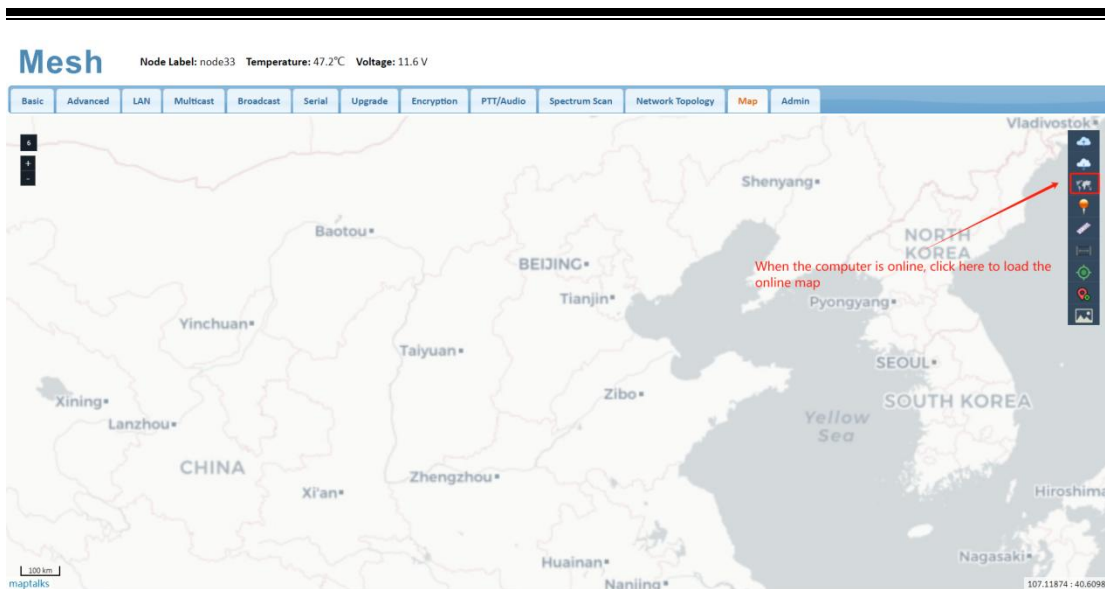 Mesh
Node Label: node33 Temperature: 47.2℃ Voltage: 11.6 V
Basic Advanced LAN Multicast Broadcast Serial Upgrade Encryption PTT/Audio Spectrum Scan Network Topology Map Admin
Vladivostok
6
+
-
Shenyang
Baotou
NORTH
KOREA
BEIJING
When the computer is online, click here to load the
online map
Tianjin
Pyongyang
Yinchuan
Taiyuan
SEOUL
Zibo
Xining
SOUTH KOREA
Lanzhou
Yellow
Sea
CHINA
Zhengzhou
Xi'an
Hiroshima
Huainan
Nagasaki
100 km
Nanjing
maptalks
107.11874 : 40.6098